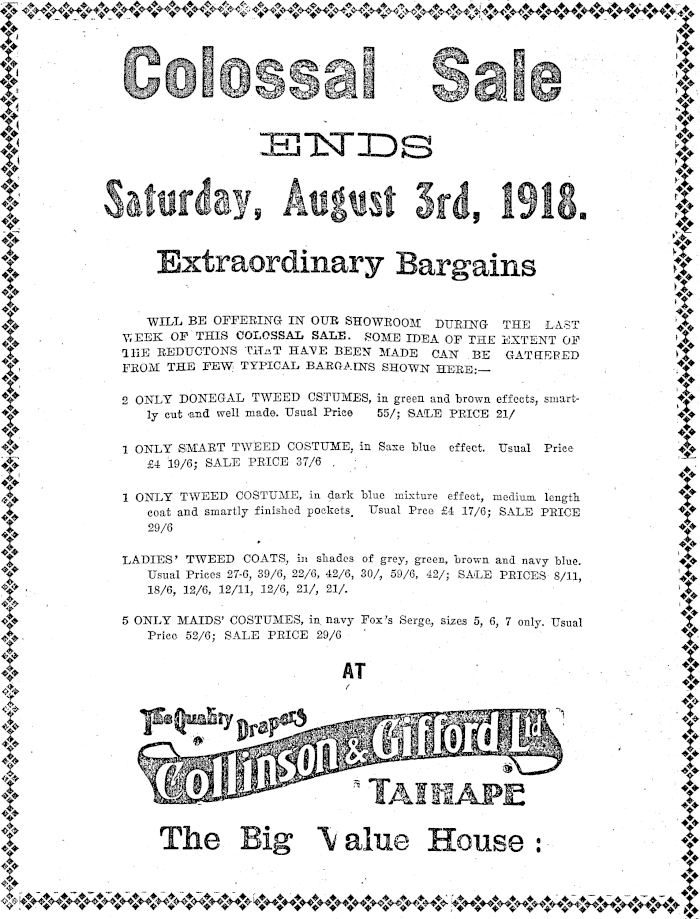 Colossal Sale
ENDS
Saturday, August 3rd, 1918.
Extraordinary Bargains
WILL BE OFFERING IN OUR SHOWROOM DURING THE LAST
WEEK OF THIS COLOSSAL SALE. SOME IDEA OF THE EXTENT OF
THE REDUCTONS THAT HAVE BEEN MADE CAN BE GATHERED
FROM THE FEW TYPICAL BARGAINS SHOWN HERE:—
2 ONLY DONEGAL TWEED CSTUMES, in green and brown effects, smart-
ly cut and well made. Usual Price 55/; SALE PRICE 21/
1 ONLY SMART TWEED COSTUME, in Saxe blue effect. Usual Price
£4 19/6; SALE PRICE 37/6
1 ONLY TWEED COSTUME, in dark blue mixture effect, medium length
coat and smartly finished pockets. Usual Prce £4 17/6; SALE PRICE
29/6
LADIES' TWEED COATS, in shades of grey, green, brown and navy blue.
Usual Prices 27-6, 39/6, 22/6, 42/6, 30/, 59/6, 42/; SALE PRICES 8/11,
18/6, 12/6, 12/11, 12/6, 21/, 21/.
5 ONLY MAIDS' COSTUMES, in navy Fox's Serge, sizes 5, 6, 7 only. Usual
Price 52/6; SALE PRICE 29/6
AT
The Quality Drapers
Collinson & Gifford Ltd
TAIHAPE
The Big Value House :